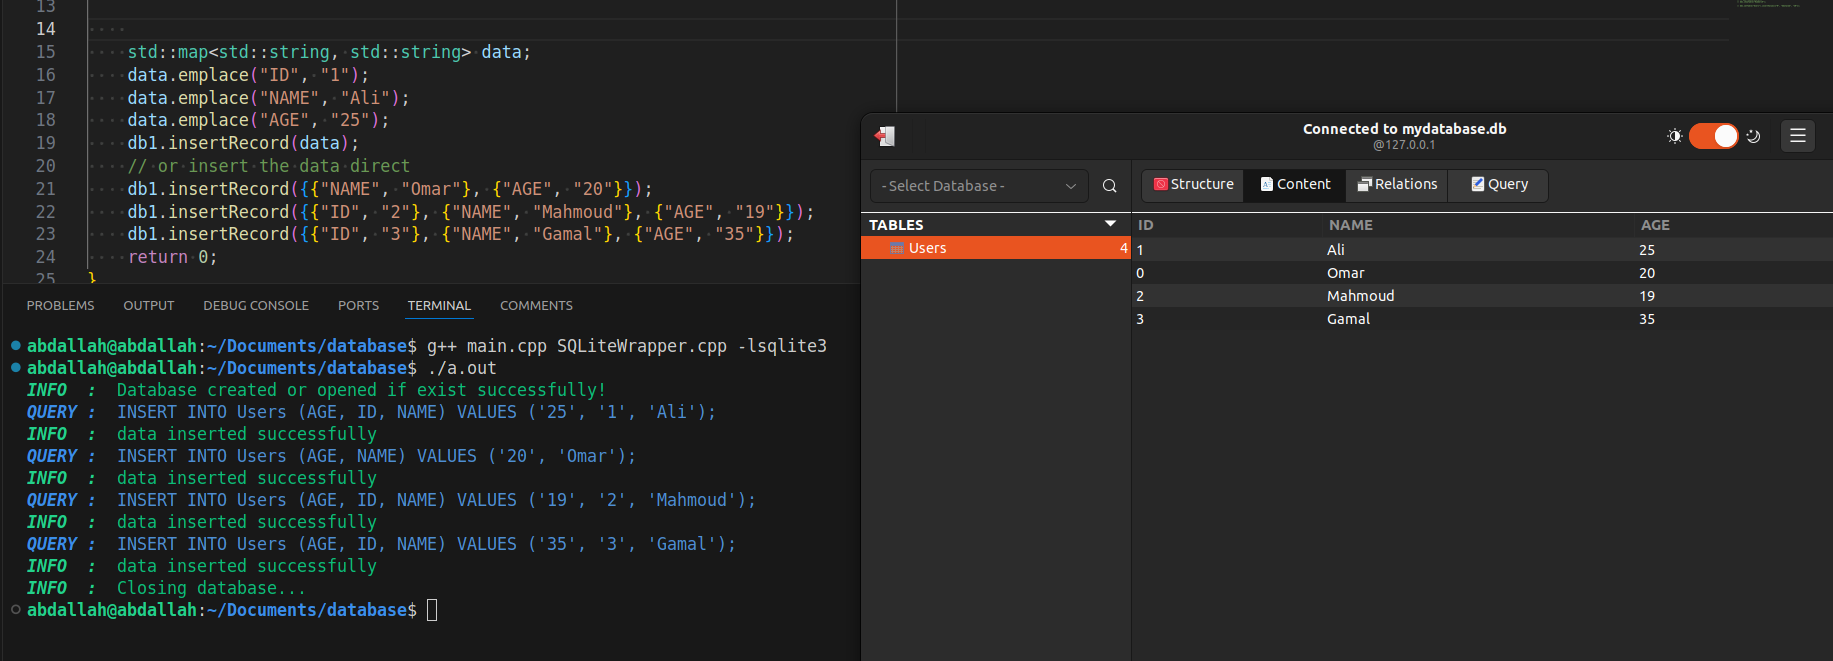 13
14
15 std::map<std::string, std::string> data;
16 data.emplace("ID", "1");
17 data.emplace("NAME", "Ali");
18 data.emplace("AGE", "25");
19 db1.insertRecord(data);
20 // or insert the data direct
21 db1.insertRecord({{"NAME", "Omar"}, {"AGE", "20"}});
22 db1.insertRecord({{"ID", "2"}, {"NAME", "Mahmoud"}, {"AGE", "19"}});
23 db1.insertRecord({{"ID", "3"}, {"NAME", "Gamal"}, {"AGE", "35"}});
24 return 0;
25 }
PROBLEMS OUTPUT DEBUG CONSOLE PORTS TERMINAL COMMENTS
abdallah@abdallah:~/Documents/database$ g++ main.cpp SQLiteWrapper.cpp -lsqlite3
abdallah@abdallah:~/Documents/database$ ./a.out
INFO : Database created or opened if exist successfully!
QUERY : INSERT INTO Users (AGE, ID, NAME) VALUES ('25', '1', 'Ali');
INFO : data inserted successfully
QUERY : INSERT INTO Users (AGE, NAME) VALUES ('20', 'Omar');
INFO : data inserted successfully
QUERY : INSERT INTO Users (AGE, ID, NAME) VALUES ('19', '2', 'Mahmoud');
INFO : data inserted successfully
QUERY : INSERT INTO Users (AGE, ID, NAME) VALUES ('35', '3', 'Gamal');
INFO : data inserted successfully
INFO : Closing database...
abdallah@abdallah:~/Documents/database$
Connected to mydatabase.db
@127.0.0.1
- Select Database -
Structure Content Relations Query
TABLES
Users 4
ID NAME AGE
1 Ali 25
0 Omar 20
2 Mahmoud 19
3 Gamal 35